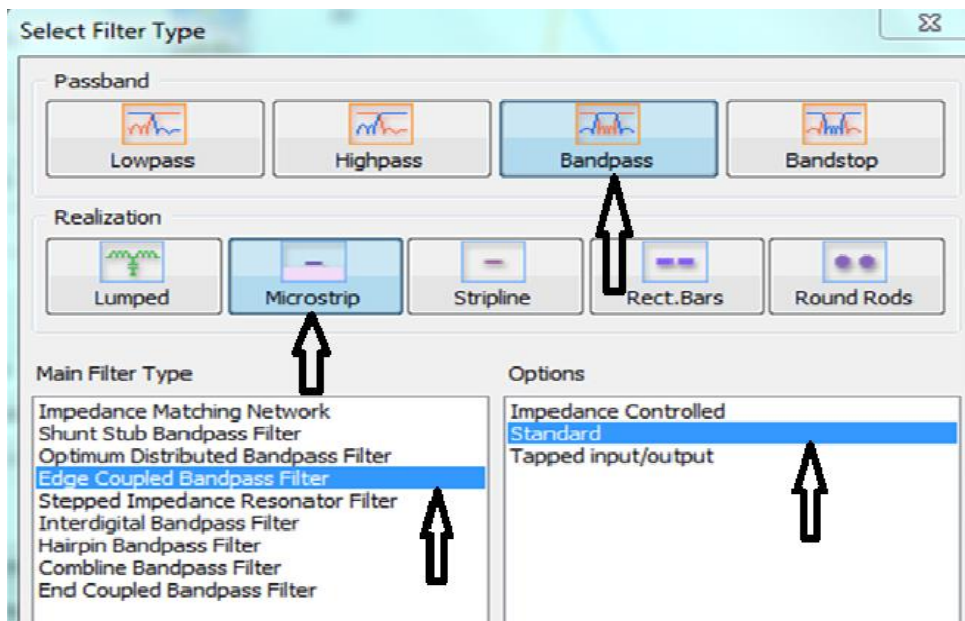 Select Filter Type
Passband
Lowpass Highpass Bandpass Bandstop
Realization
Lumped Microstrip Stripline Rect.Bars Round Rods
Main Filter Type
Impedance Matching Network
Shunt Stub Bandpass Filter
Optimum Distributed Bandpass Filter
Edge Coupled Bandpass Filter
Stepped Impedance Resonator Filter
Interdigital Bandpass Filter
Hairpin Bandpass Filter
Combline Bandpass Filter
End Coupled Bandpass Filter
Options
Impedance Controlled
Standard
Tapped input/output